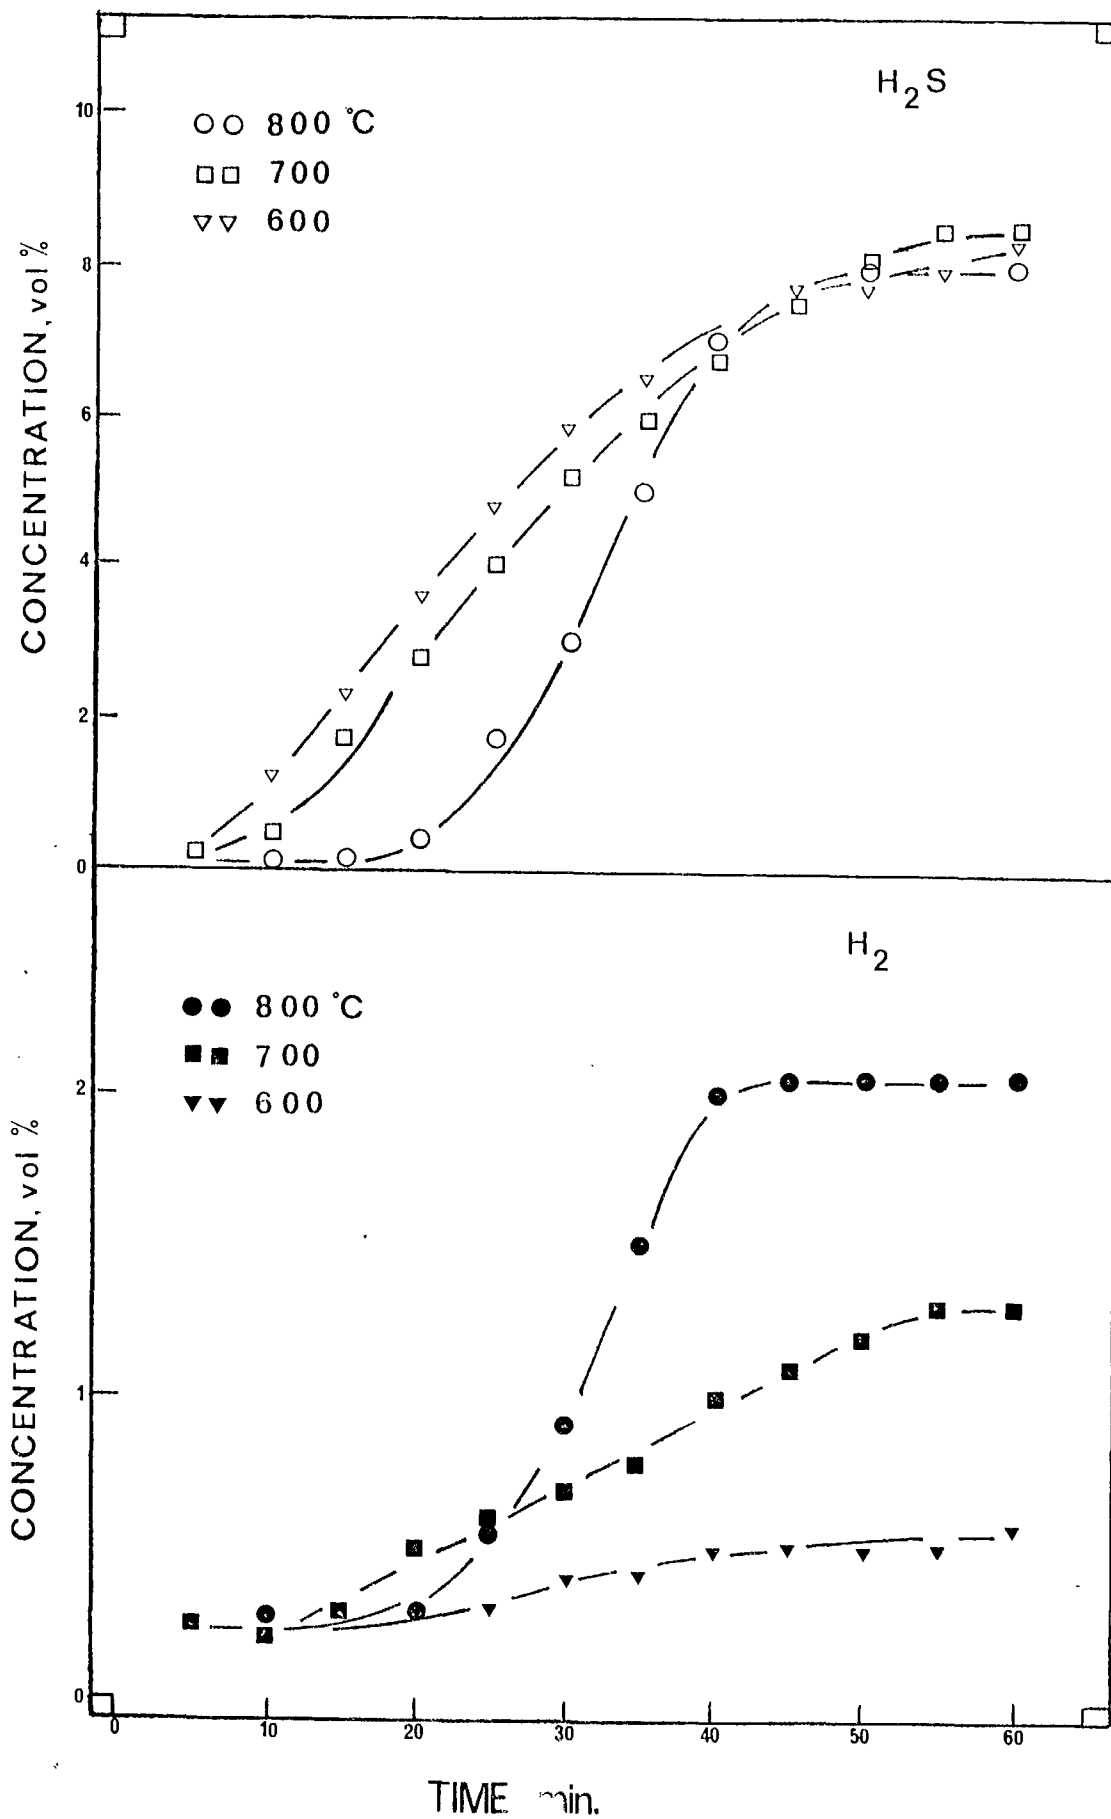 H2S
10
○○ 800 °C
□□ 700
▽▽ 600
8
6
4
2
0
CONCENTRATION, vol %
H2
●● 800 °C
■■ 700
▼▼ 600
2
1
0
CONCENTRATION, vol %
0 10 20 30 40 50 60
TIME min.